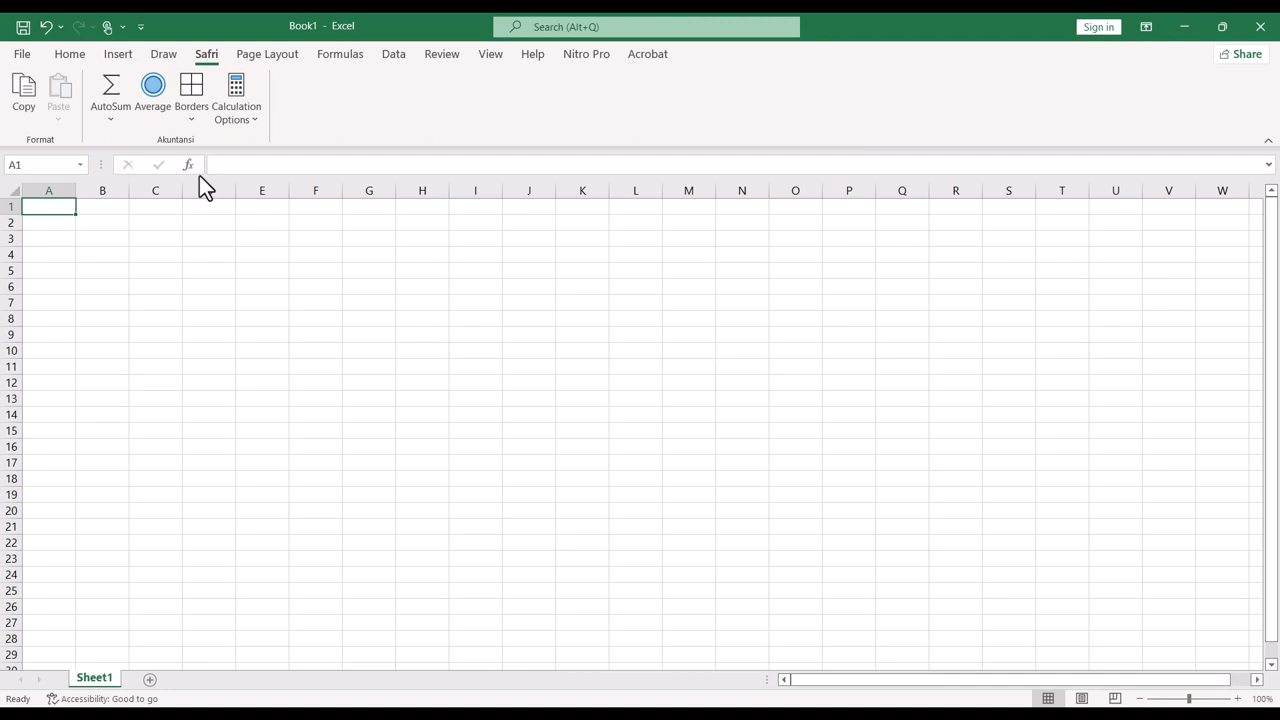 Book1 - Excel
Search (Alt+Q)
Sign in
File Home Insert Draw Safri Page Layout Formulas Data Review View Help Nitro Pro Acrobat
Share
Copy Paste AutoSum Average Borders Calculation Options
Format Akuntansi
A1 fx
A B C E F G H I J K L M N O P Q R S T U V W
1
2
3
4
5
6
7
8
9
10
11
12
13
14
15
16
17
18
19
20
21
22
23
24
25
26
27
28
29
Sheet1
Ready Accessibility: Good to go 100%